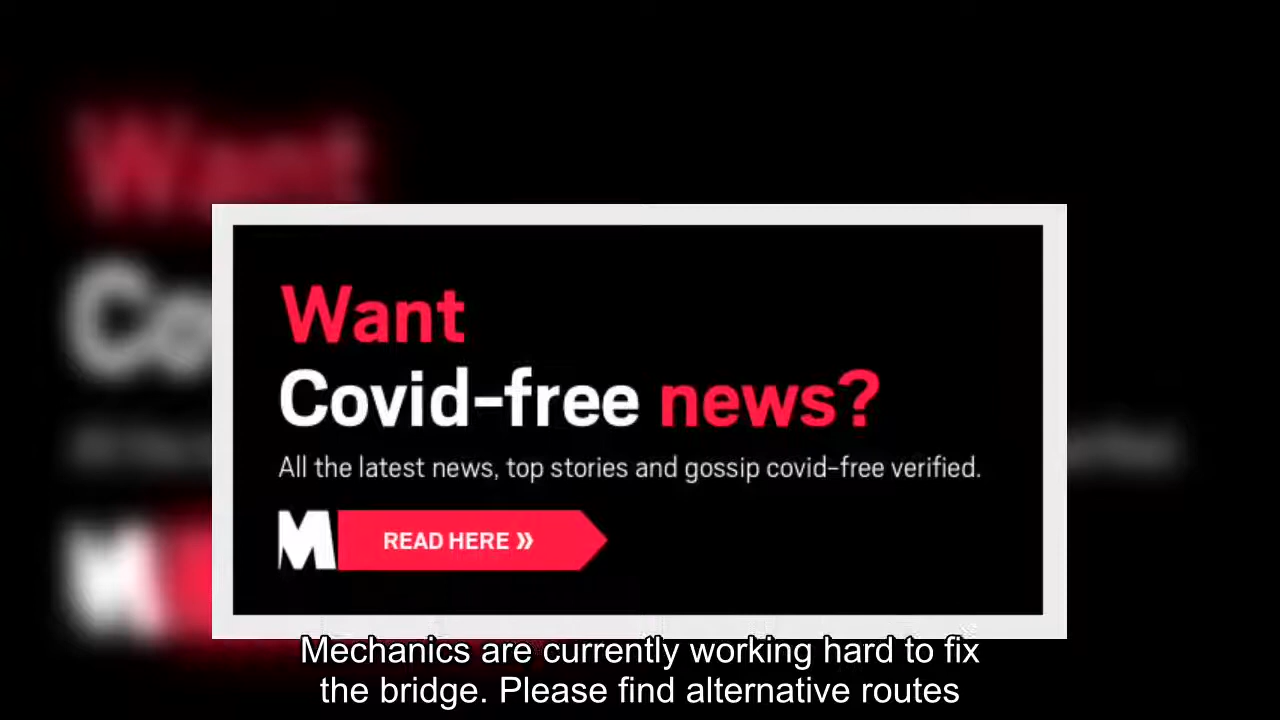 Want
Covid-free news?
All the latest news, top stories and gossip covid-free verified.
M READ HERE »
Mechanics are currently working hard to fix
the bridge. Please find alternative routes